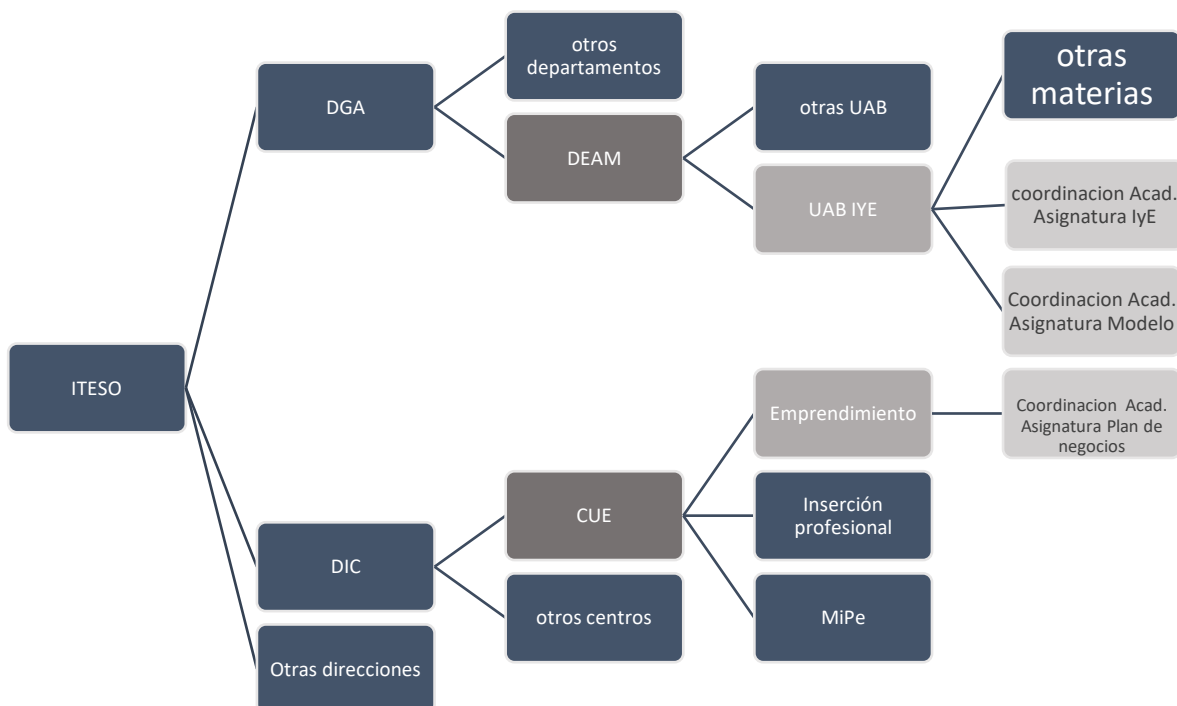 otros
departamentos
otras
materias
DGA
otras UAB
DEAM
coordinacion Acad.
Asignatura IyE
UAB IYE
Coordinacion Acad.
Asignatura Modelo
ITESO
Emprendimiento
Coordinacion Acad.
Asignatura Plan de
negocios
CUE
Inserción
profesional
DIC
otros centros
MiPe
Otras direcciones